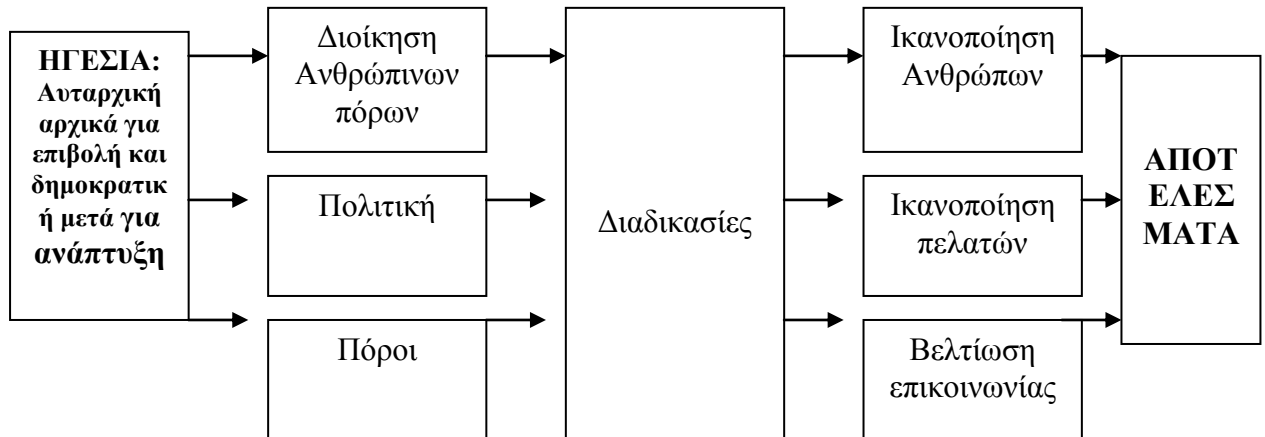 ΗΓΕΣΙΑ:
Αυταρχική
αρχικά για
επιβολή και
δημοκρατικ
ή μετά για
ανάπτυξη
Διοίκηση
Ανθρώπινων
πόρων
Πολιτική
Πόροι
Διαδικασίες
Ικανοποίηση
Ανθρώπων
Ικανοποίηση
πελατών
Βελτίωση
επικοινωνίας
ΑΠΟΤ
ΕΛΕΣ
ΜΑΤΑ